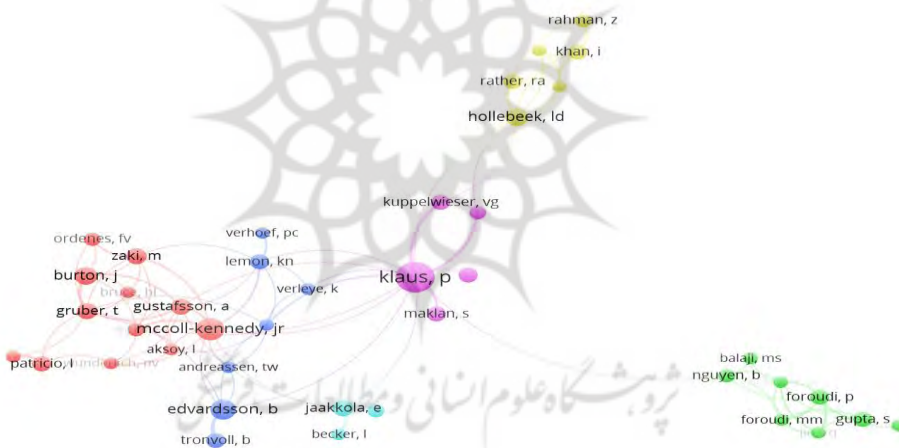 rahman, z
khan, i
rather, ra
hollebeek, ld
kuppelwieser, vg
ordenes, fv
verhoef, pc
zaki, m
lemon, kn
burton, j
klaus, p
verleye, k
gruber, t
gustafsson, a
maklan, s
mccoll-kennedy, jr
aksoy, l
patricio, l
andreassen, tw
balaji, ms
nguyen, b
foroudi, p
edvardsson, b
jaakkola, e
foroudi, mm
gupta, s
tronvoll, b
becker, l
پژوهشگاه علوم انسانی و مطالعات فرهنگی